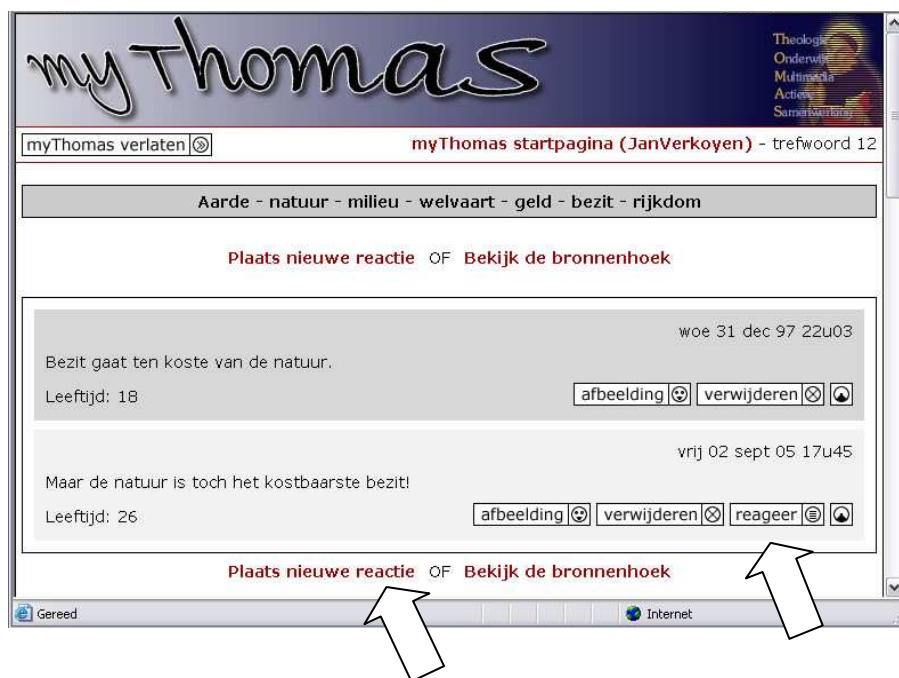 myThomas
Theologie
Onderwijs
Multimedia
Actieve
Samenwerking
myThomas verlaten
myThomas startpagina (JanVerkoyen) - trefwoord 12
Aarde - natuur - milieu - welvaart - geld - bezit - rijkdom
Plaats nieuwe reactie OF Bekijk de bronnenhoek
woe 31 dec 97 22u03
Bezit gaat ten koste van de natuur.
Leeftijd: 18 afbeelding verwijderen
vrij 02 sept 05 17u45
Maar de natuur is toch het kostbaarste bezit!
Leeftijd: 26 afbeelding verwijderen reageer
Plaats nieuwe reactie OF Bekijk de bronnenhoek
Gereed Internet